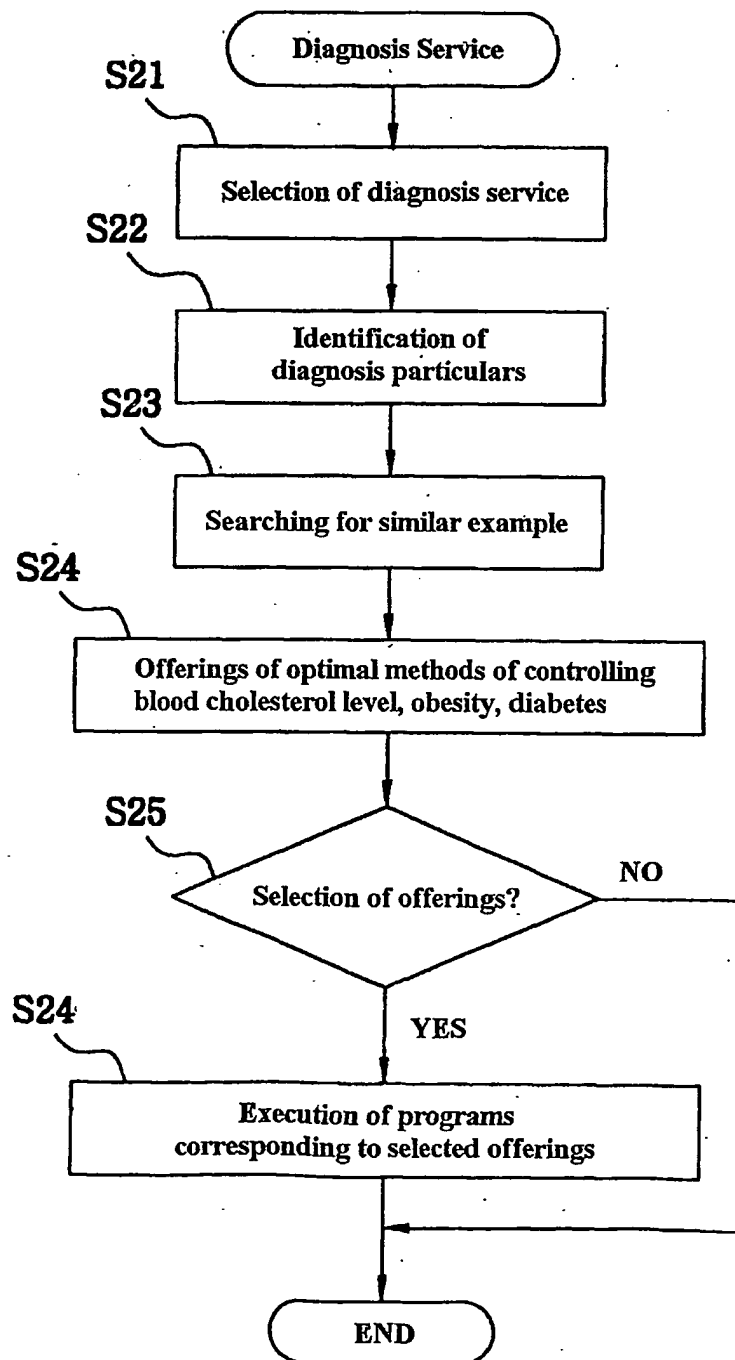 Diagnosis Service
S21
Selection of diagnosis service
S22
Identification of
diagnosis particulars
S23
Searching for similar example
S24
Offerings of optimal methods of controlling
blood cholesterol level, obesity, diabetes
S25
Selection of offerings?
NO
YES
S24
Execution of programs
corresponding to selected offerings
END